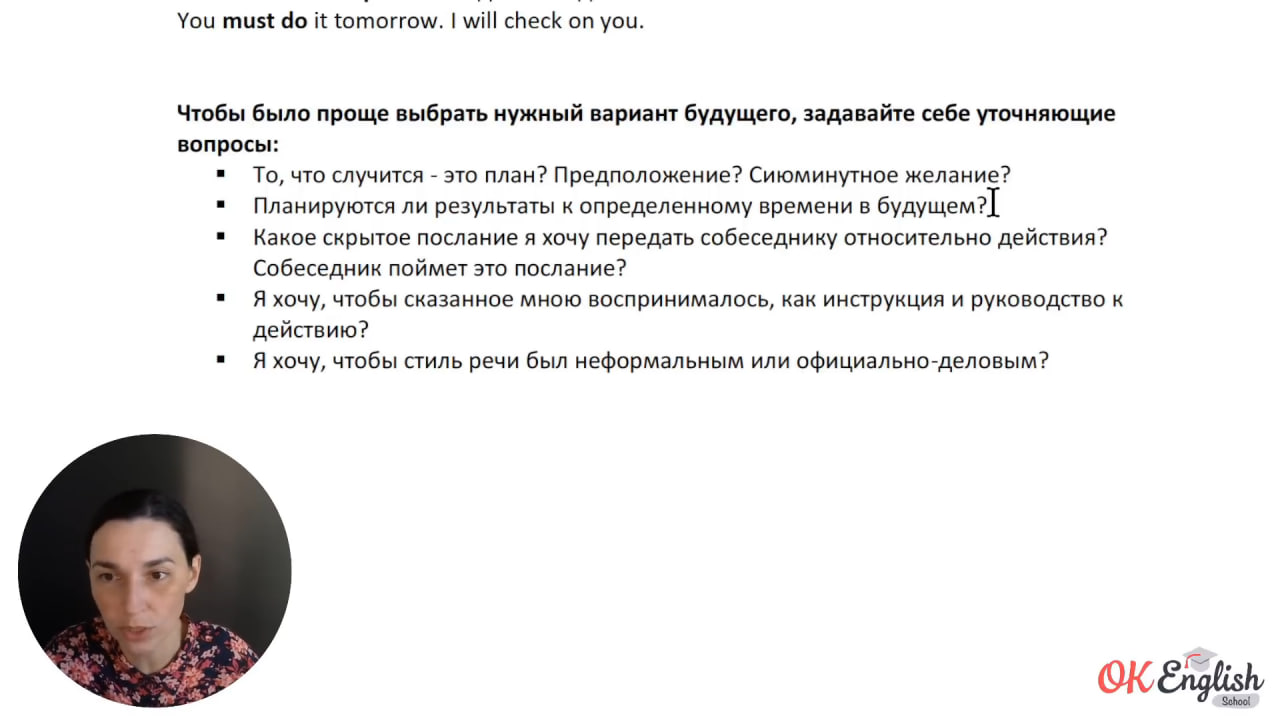 You must do it tomorrow. I will check on you.
Чтобы было проще выбрать нужный вариант будущего, задавайте себе уточняющие
вопросы:
▪ То, что случится - это план? Предположение? Сиюминутное желание?
▪ Планируются ли результаты к определенному времени в будущем?
▪ Какое скрытое послание я хочу передать собеседнику относительно действия?
Собеседник поймет это послание?
▪ Я хочу, чтобы сказанное мною воспринималось, как инструкция и руководство к
действию?
▪ Я хочу, чтобы стиль речи был неформальным или официально-деловым?
OK English
School